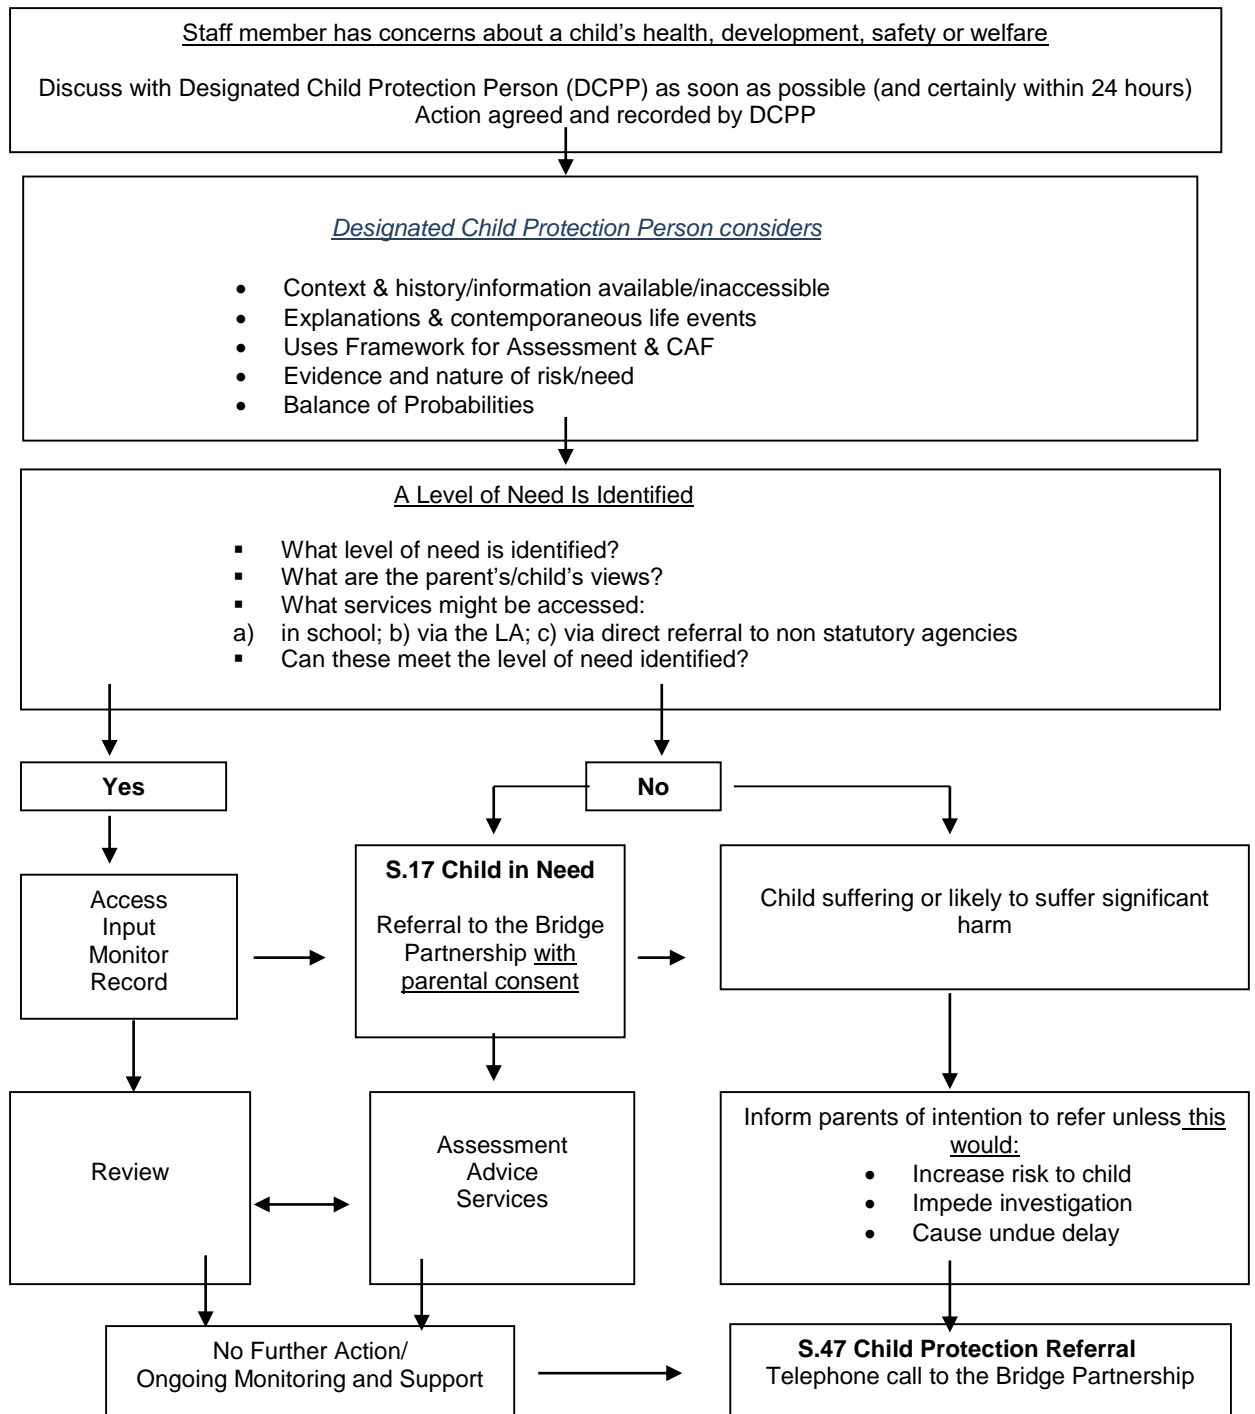 Staff member has concerns about a child's health, development, safety or welfare
Discuss with Designated Child Protection Person (DCPP) as soon as possible (and certainly within 24 hours)
Action agreed and recorded by DCPP
Designated Child Protection Person considers
• Context & history/information available/inaccessible
• Explanations & contemporaneous life events
• Uses Framework for Assessment & CAF
• Evidence and nature of risk/need
• Balance of Probabilities
A Level of Need Is Identified
▪ What level of need is identified?
▪ What are the parent's/child's views?
▪ What services might be accessed:
a) in school; b) via the LA; c) via direct referral to non statutory agencies
▪ Can these meet the level of need identified?
Yes
No
Access
Input
Monitor
Record
S.17 Child in Need
Referral to the Bridge
Partnership with
parental consent
Child suffering or likely to suffer significant
harm
Review
Assessment
Advice
Services
Inform parents of intention to refer unless this
would:
• Increase risk to child
• Impede investigation
• Cause undue delay
No Further Action/
Ongoing Monitoring and Support
S.47 Child Protection Referral
Telephone call to the Bridge Partnership